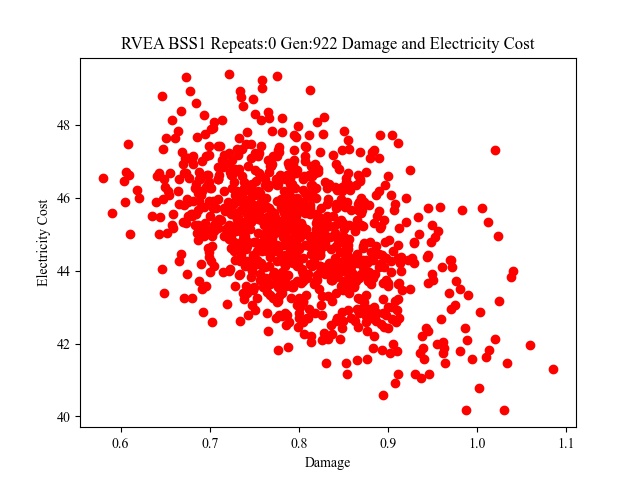 RVEA BSS1 Repeats:0 Gen:922 Damage and Electricity Cost
Electricity Cost
48
46
44
42
40
0.6 0.7 0.8 0.9 1.0 1.1
Damage